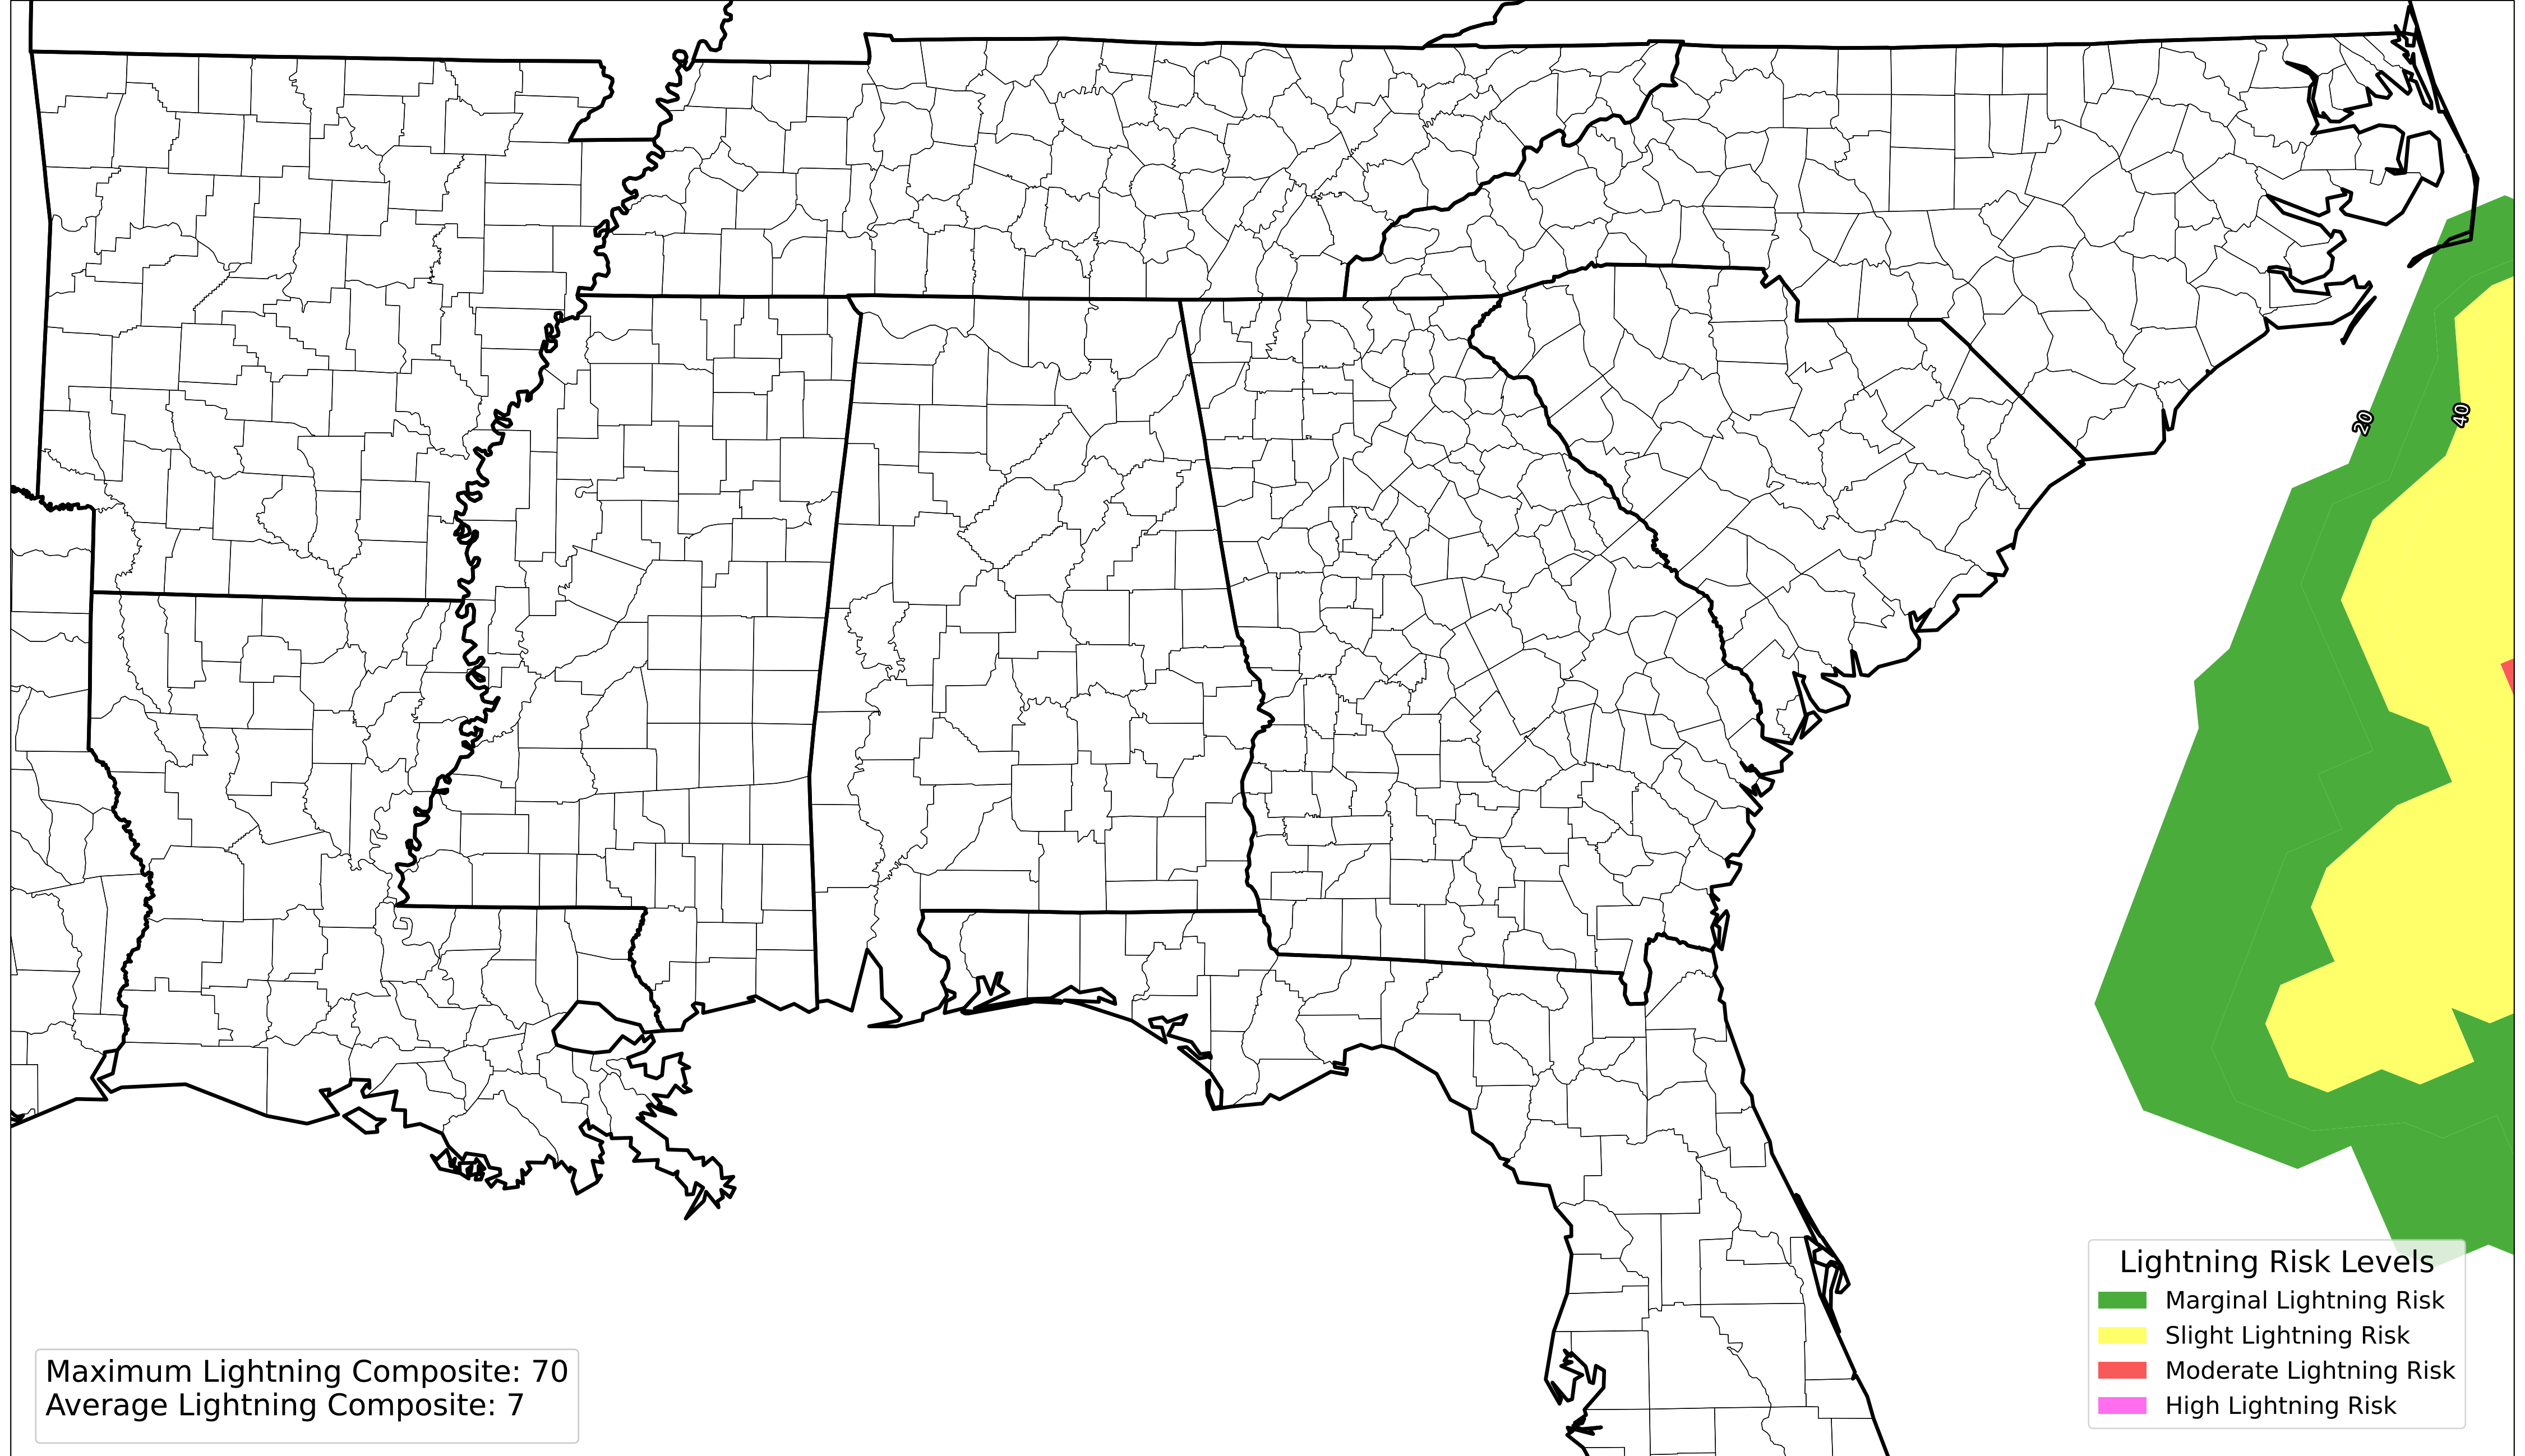 20
40
Lightning Risk Levels
Marginal Lightning Risk
Slight Lightning Risk
Moderate Lightning Risk
High Lightning Risk
Maximum Lightning Composite: 70
Average Lightning Composite: 7